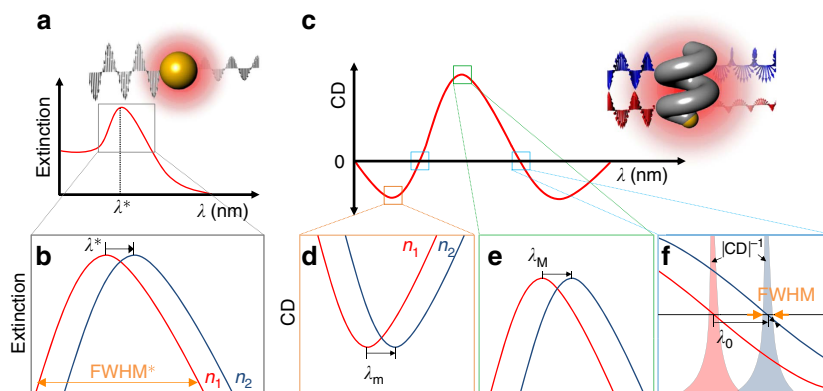 a
Extinction
λ*
λ (nm)
c
CD
0
λ (nm)
b
Extinction
λ*
FWHM*
n1 n2
d
CD
n1
n2
λm
e
λM
f
|CD|⁻¹
FWHM
λ0